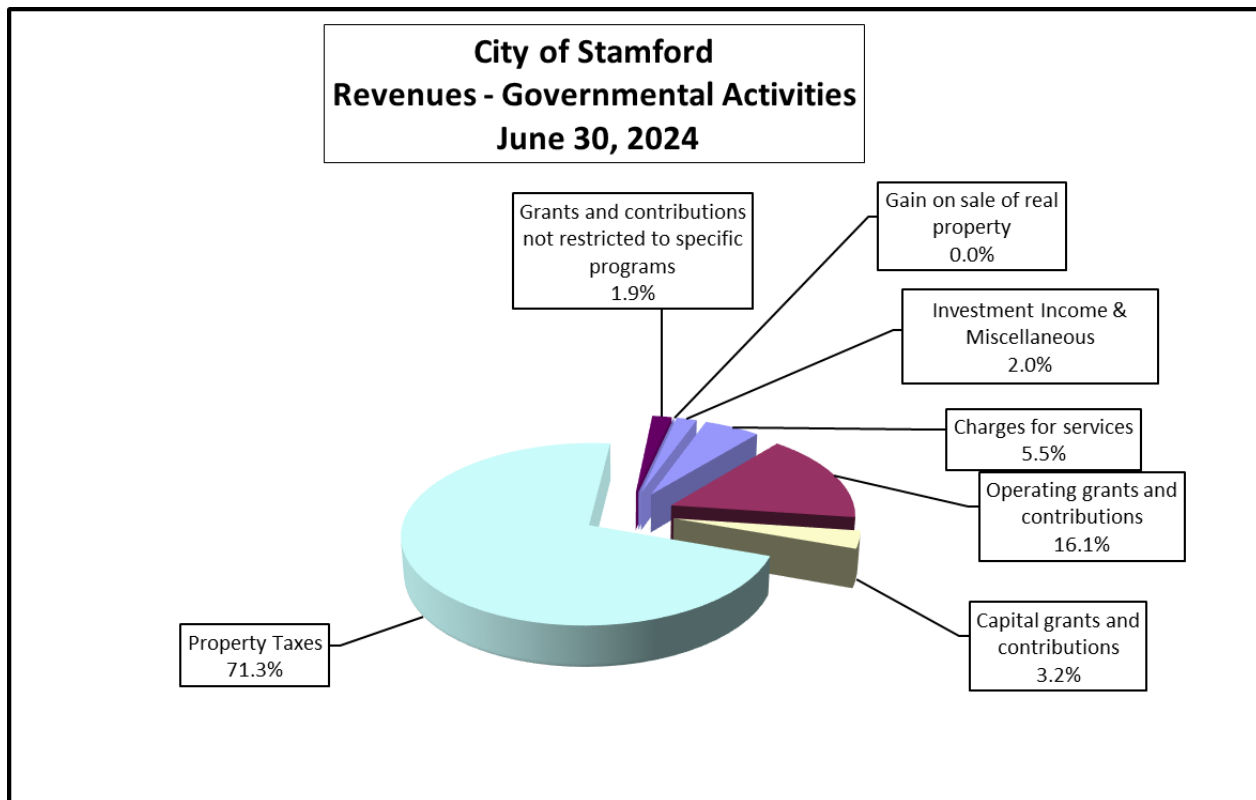 City of Stamford
Revenues - Governmental Activities
June 30, 2024
Grants and contributions
not restricted to specific
programs
1.9%
Gain on sale of real
property
0.0%
Investment Income &
Miscellaneous
2.0%
Charges for services
5.5%
Operating grants and
contributions
16.1%
Capital grants and
contributions
3.2%
Property Taxes
71.3%